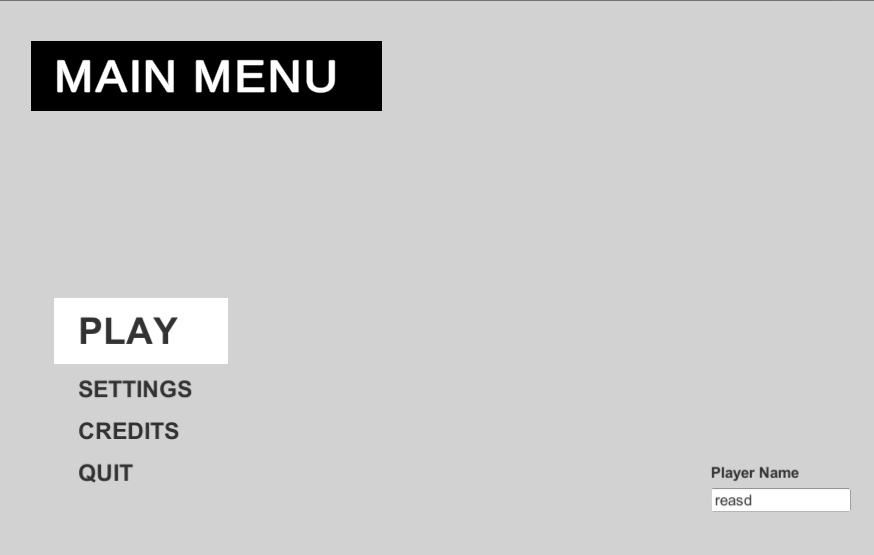 MAIN MENU
PLAY
SETTINGS
CREDITS
QUIT
Player Name
reasd